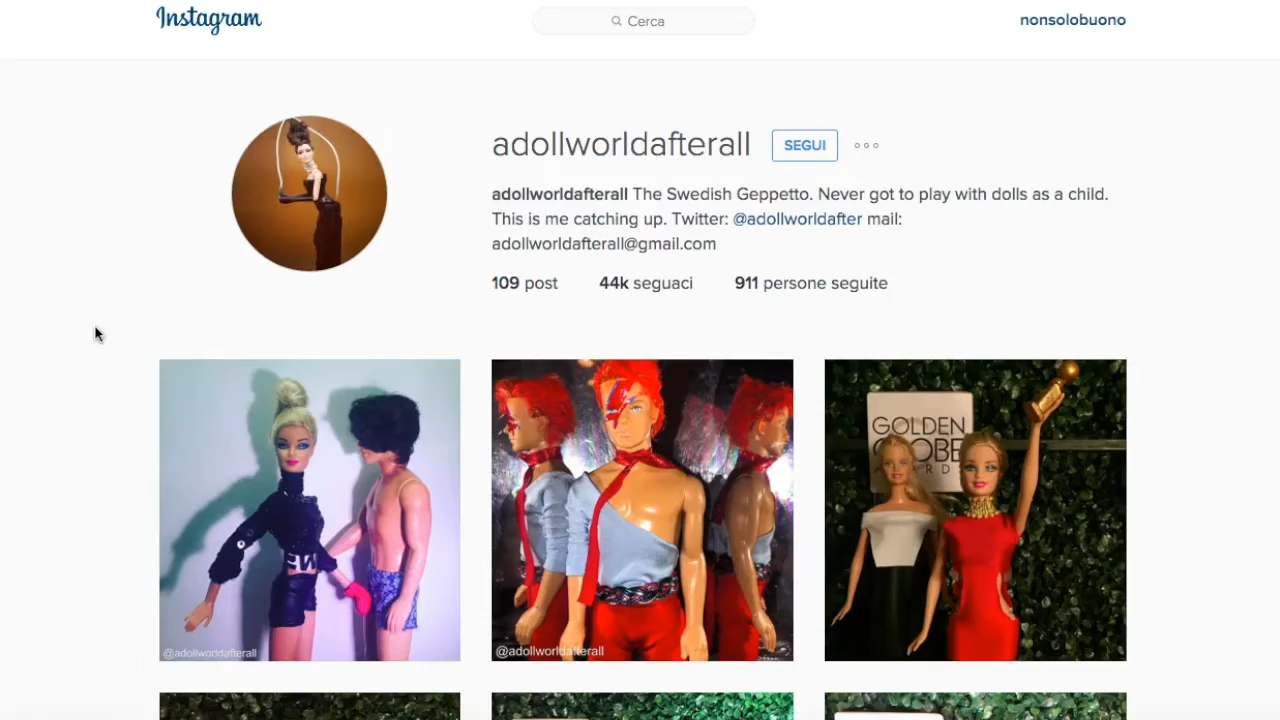 Instagram
Cerca
nonsolobuono
adollworldafterall SEGUI
adollworldafterall The Swedish Geppetto. Never got to play with dolls as a child.
This is me catching up. Twitter: @adollworldafter mail:
adollworldafterall@gmail.com
109 post 44k seguaci 911 persone seguite
@adollworldafterall
@adollworldafterall
GOLDEN